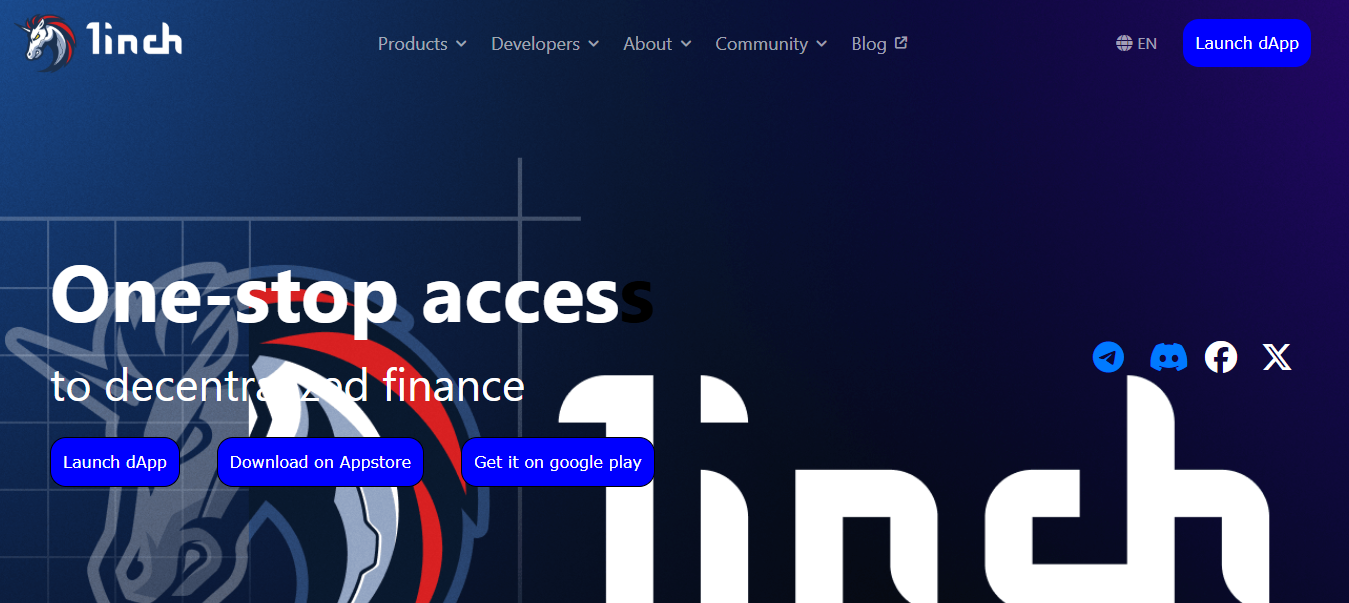 1inch
Products Developers About Community Blog EN Launch dApp
One-stop access
to decentralized finance
Launch dApp Download on Appstore Get it on google play
1inch